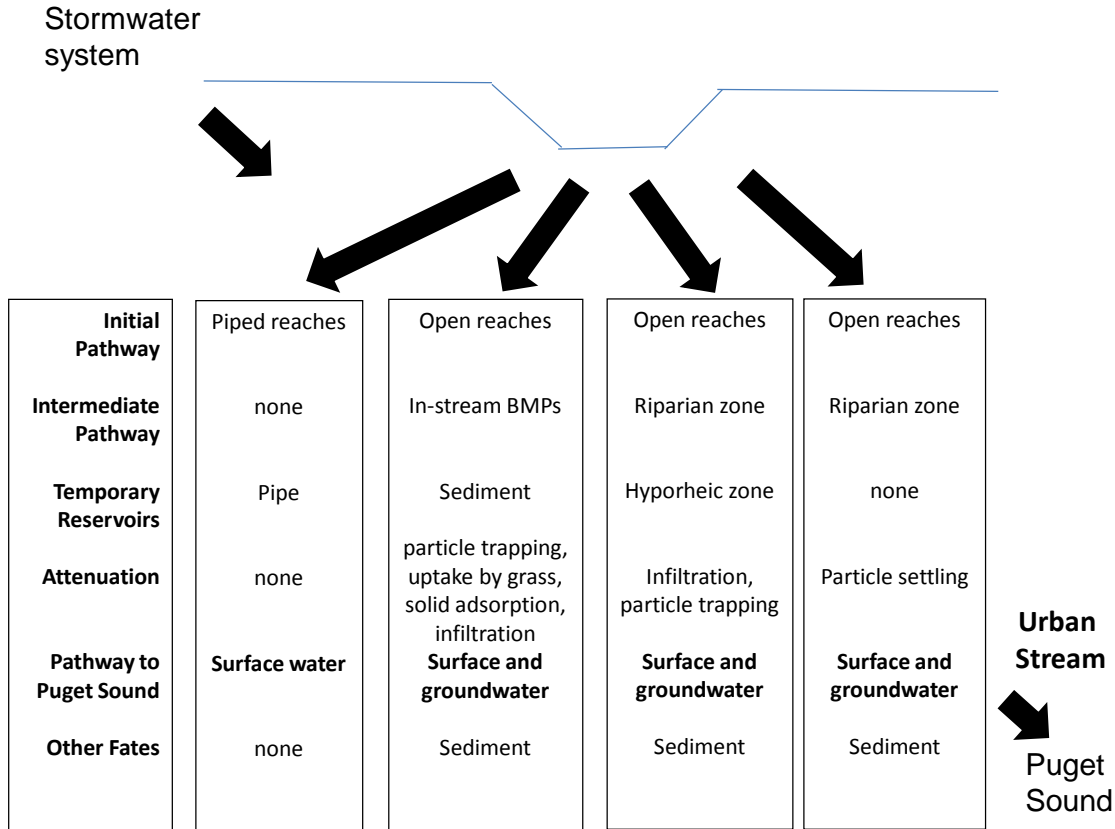 Stormwater
system
Initial
Pathway
Piped reaches
Open reaches
Open reaches
Open reaches
Intermediate
Pathway
none
In-stream BMPs
Riparian zone
Riparian zone
Temporary
Reservoirs
Pipe
Sediment
Hyporheic zone
none
Attenuation
none
particle trapping,
uptake by grass,
solid adsorption,
infiltration
Infiltration,
particle trapping
Particle settling
Pathway to
Puget Sound
Surface water
Surface and
groundwater
Surface and
groundwater
Surface and
groundwater
Other Fates
none
Sediment
Sediment
Sediment
Urban
Stream
Puget
Sound